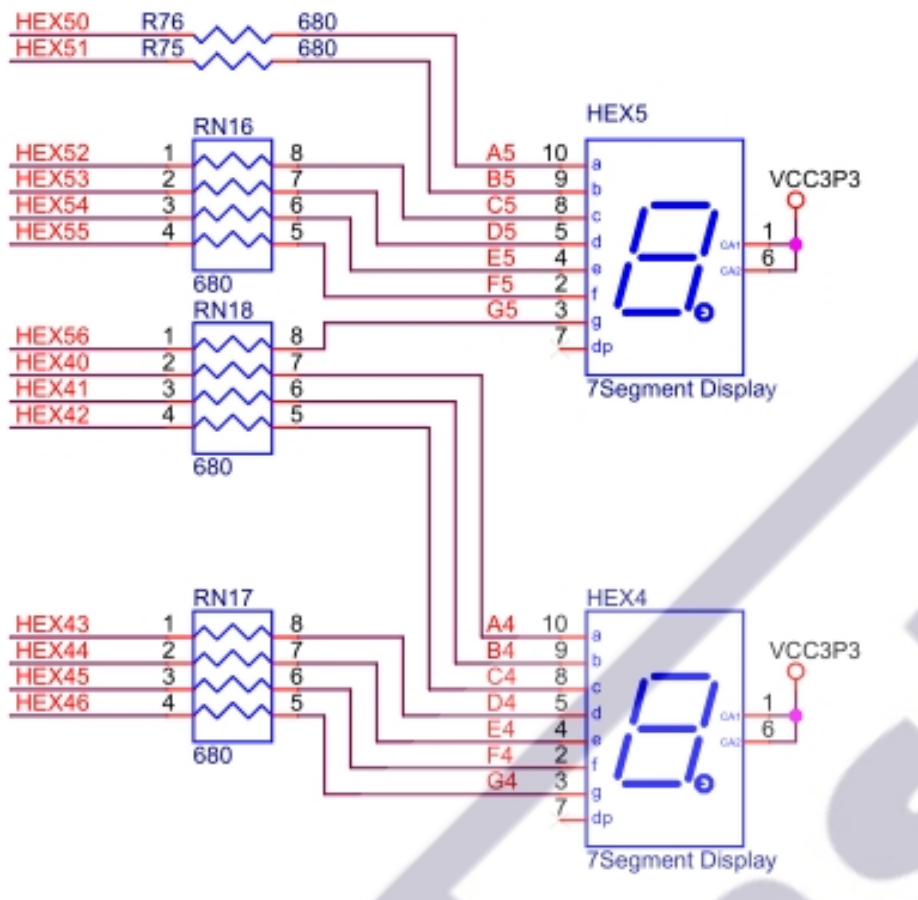 HEX50 R76 680
HEX51 R75 680
HEX5
RN16
HEX52 1 8 A5 10 a
VCC3P3
HEX53 2 7 B5 9 b
HEX54 3 6 C5 8 c
HEX55 4 5 D5 5 d CA1 1
E5 4 e CA2 6
680 F5 2 f
RN18 G5 3 g
HEX56 1 8 7 dp
HEX40 2 7
HEX41 3 6 7Segment Display
HEX42 4 5
680
RN17 HEX4
HEX43 1 8 A4 10 a
HEX44 2 7 B4 9 b VCC3P3
HEX45 3 6 C4 8 c
HEX46 4 5 D4 5 d CA1 1
E4 4 e CA2 6
680 F4 2 f
G4 3 g
7 dp
7Segment Display